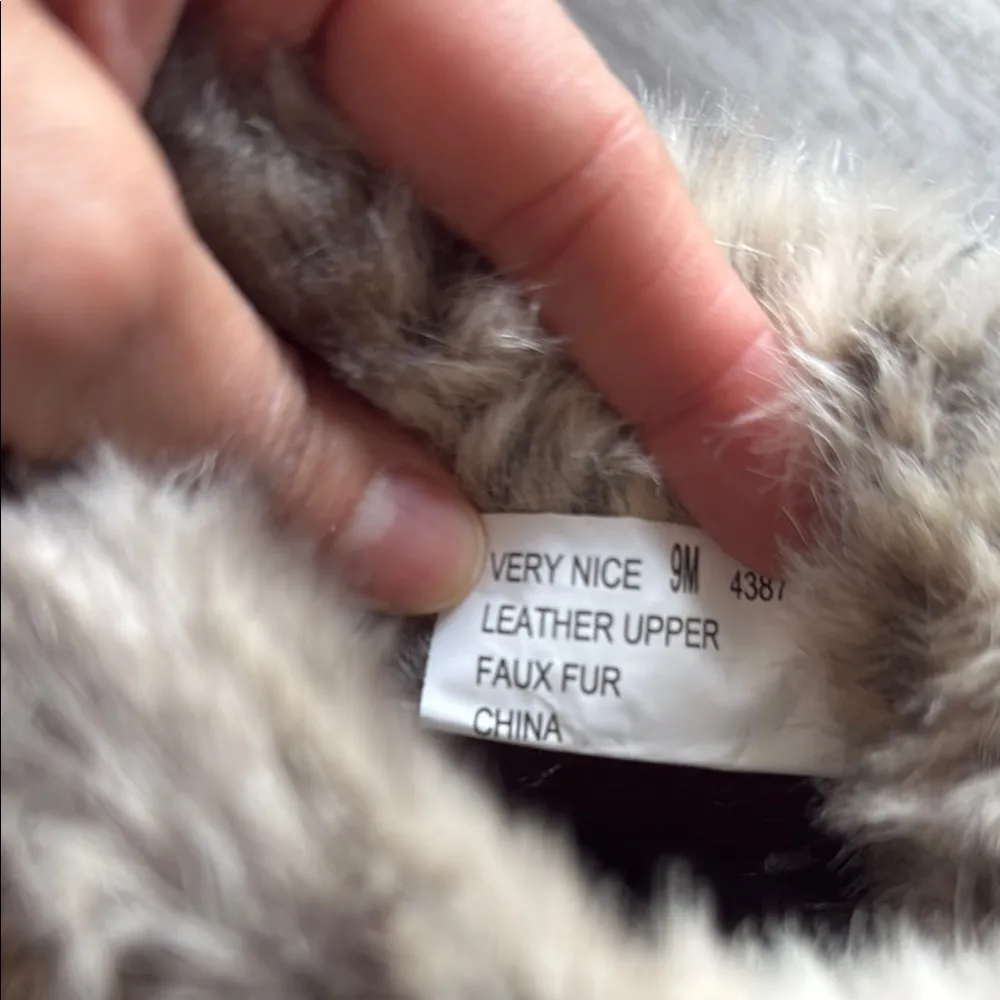 VERY NICE 9M 4387
LEATHER UPPER
FAUX FUR
CHINA